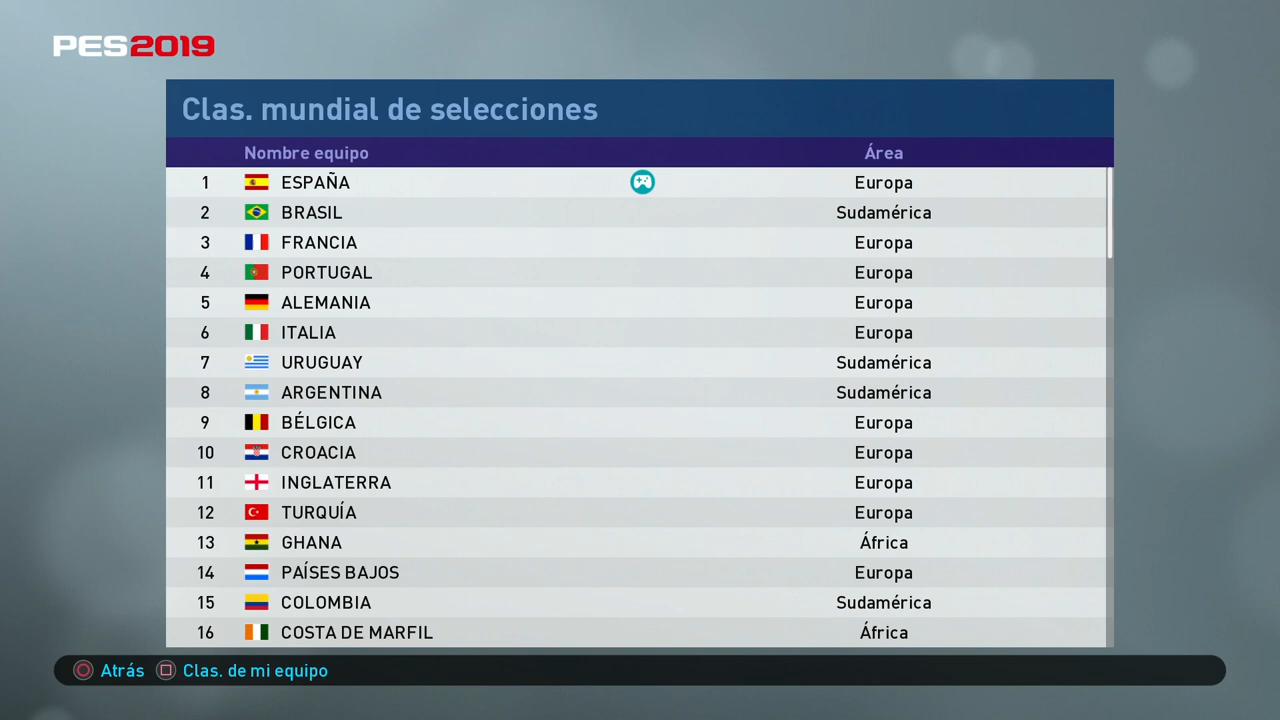 PES2019
Clas. mundial de selecciones
Nombre equipo Área
1 ESPAÑA Europa
2 BRASIL Sudamérica
3 FRANCIA Europa
4 PORTUGAL Europa
5 ALEMANIA Europa
6 ITALIA Europa
7 URUGUAY Sudamérica
8 ARGENTINA Sudamérica
9 BÉLGICA Europa
10 CROACIA Europa
11 INGLATERRA Europa
12 TURQUÍA Europa
13 GHANA África
14 PAÍSES BAJOS Europa
15 COLOMBIA Sudamérica
16 COSTA DE MARFIL África
Atrás Clas. de mi equipo